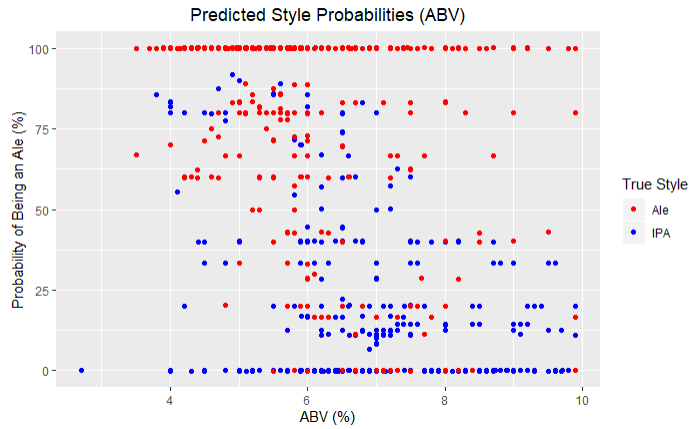 Predicted Style Probabilities (ABV)
Probability of Being an Ale (%)
100
75
50
25
0
4
6
8
10
ABV (%)
True Style
Ale
IPA